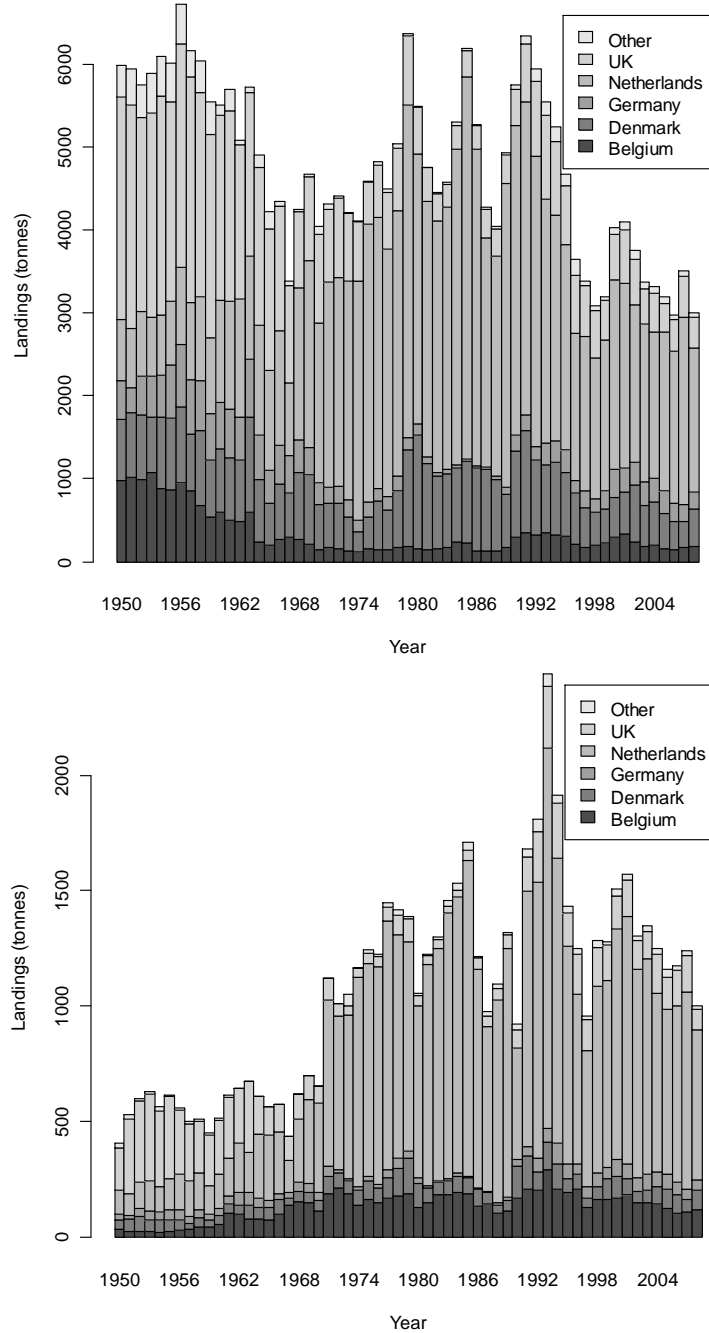 Other
UK
Netherlands
Germany
Denmark
Belgium
Landings (tonnes)
6000
5000
4000
3000
2000
1000
0
1950 1956 1962 1968 1974 1980 1986 1992 1998 2004
Year
Other
UK
Netherlands
Germany
Denmark
Belgium
Landings (tonnes)
2000
1500
1000
500
0
1950 1956 1962 1968 1974 1980 1986 1992 1998 2004
Year